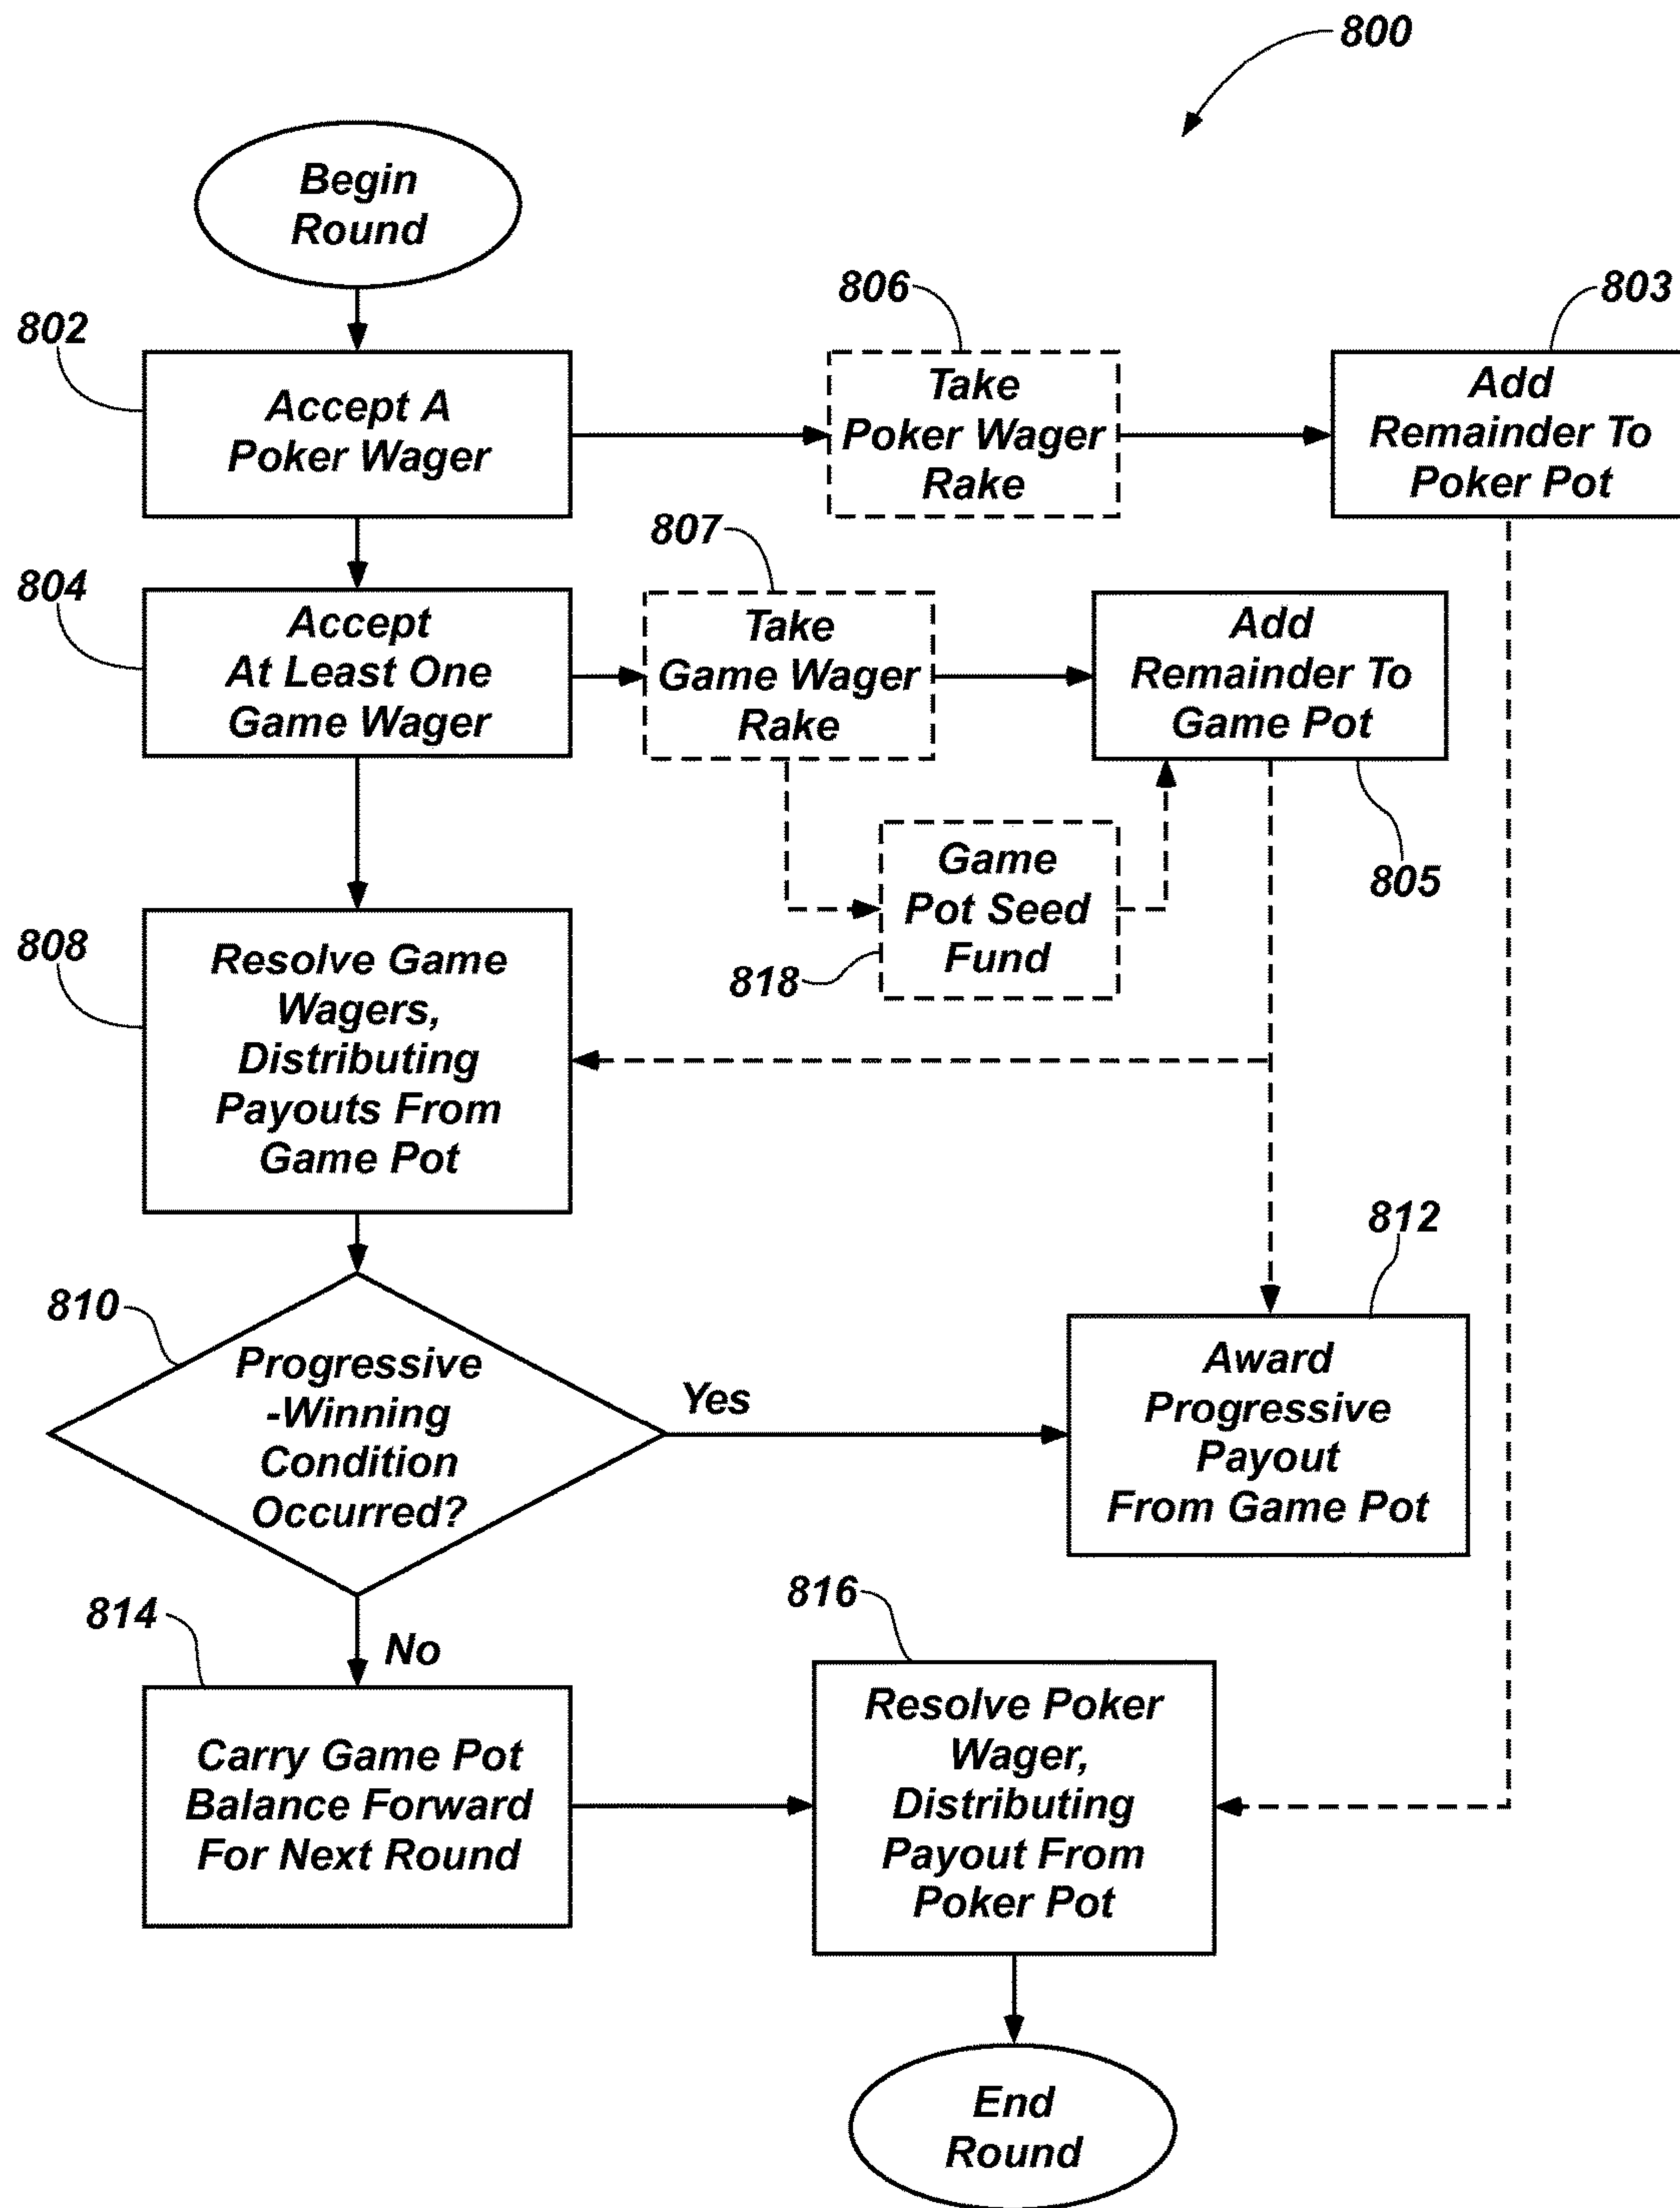 800
Begin
Round
802
Accept A
Poker Wager
806
Take
Poker Wager
Rake
803
Add
Remainder To
Poker Pot
804
Accept
At Least One
Game Wager
807
Take
Game Wager
Rake
Add
Remainder To
Game Pot
805
Game
Pot Seed
Fund
818
808
Resolve Game
Wagers,
Distributing
Payouts From
Game Pot
810
Progressive
-Winning
Condition
Occurred?
Yes
812
Award
Progressive
Payout
From Game Pot
No
814
Carry Game Pot
Balance Forward
For Next Round
816
Resolve Poker
Wager,
Distributing
Payout From
Poker Pot
End
Round